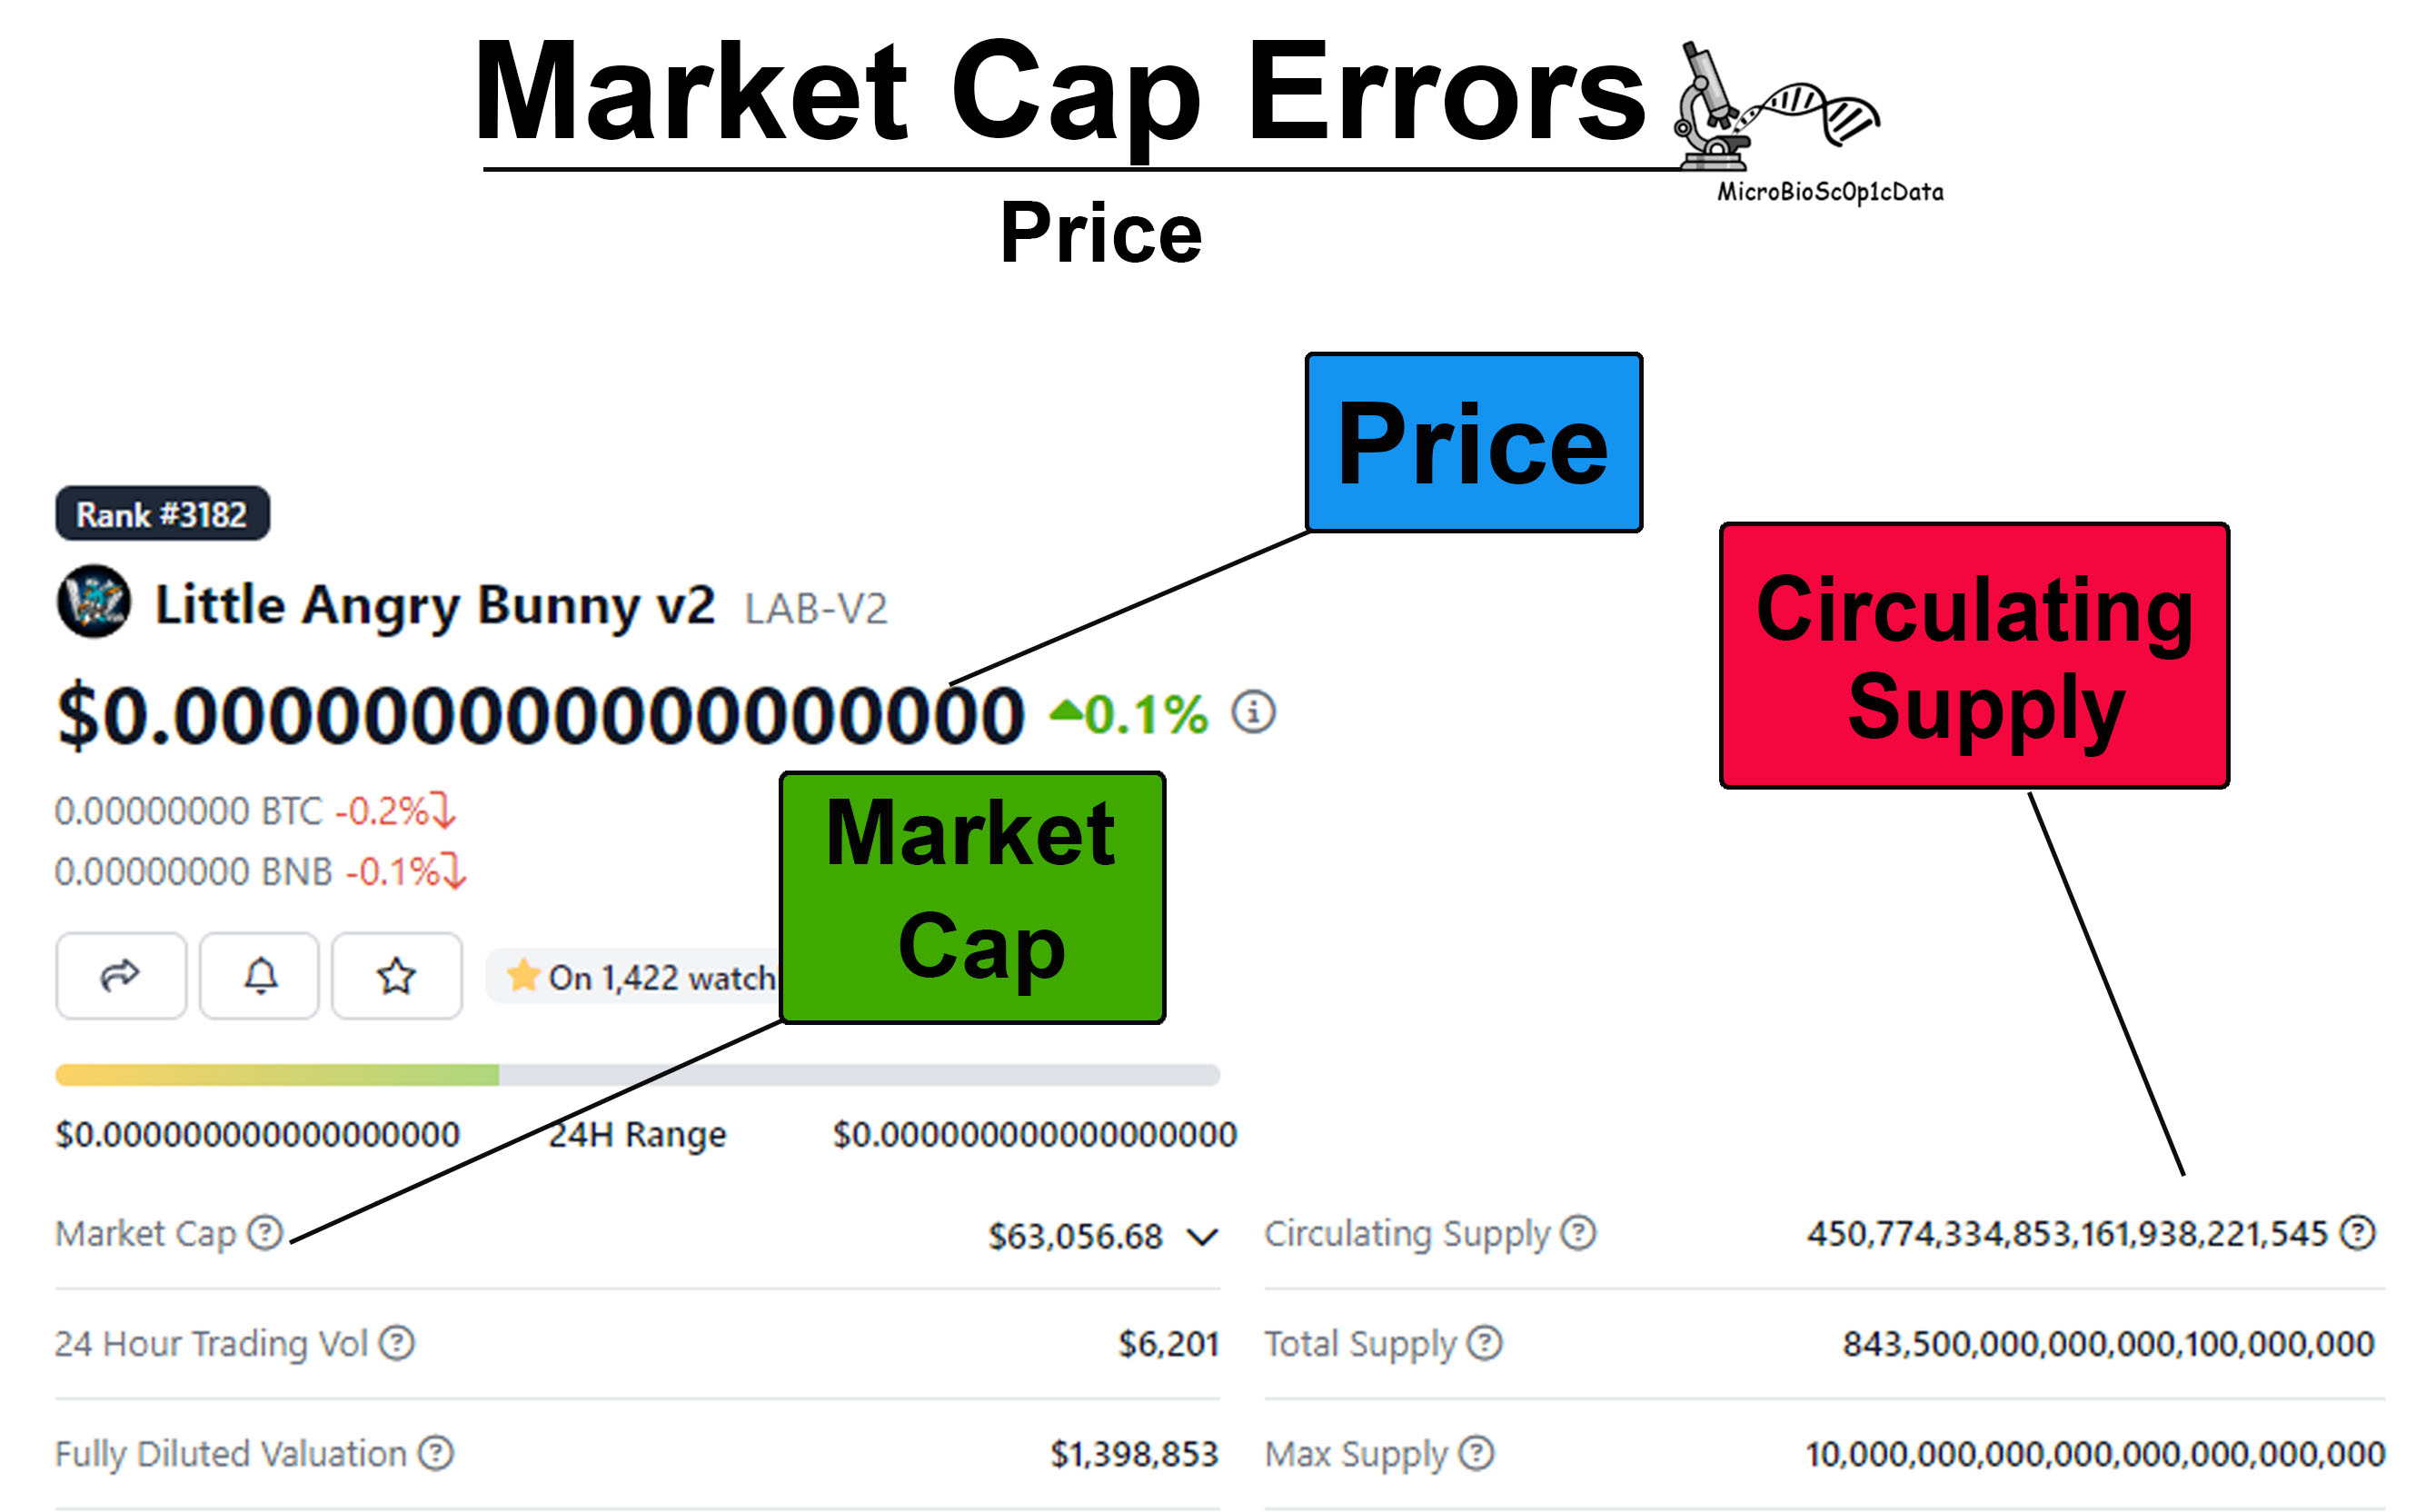 Market Cap Errors
MicroBioSc0p1cData
Price
Price
Circulating
Supply
Rank #3182
Little Angry Bunny v2 LAB-V2
$0.000000000000000000 0.1%
0.00000000 BTC -0.2%
0.00000000 BNB -0.1%
Market
Cap
On 1,422 watch
$0.000000000000000000 24H Range $0.000000000000000000
Market Cap $63,056.68
Circulating Supply 450,774,334,853,161,938,221,545
24 Hour Trading Vol $6,201
Total Supply 843,500,000,000,000,100,000,000
Fully Diluted Valuation $1,398,853
Max Supply 10,000,000,000,000,000,000,000,000